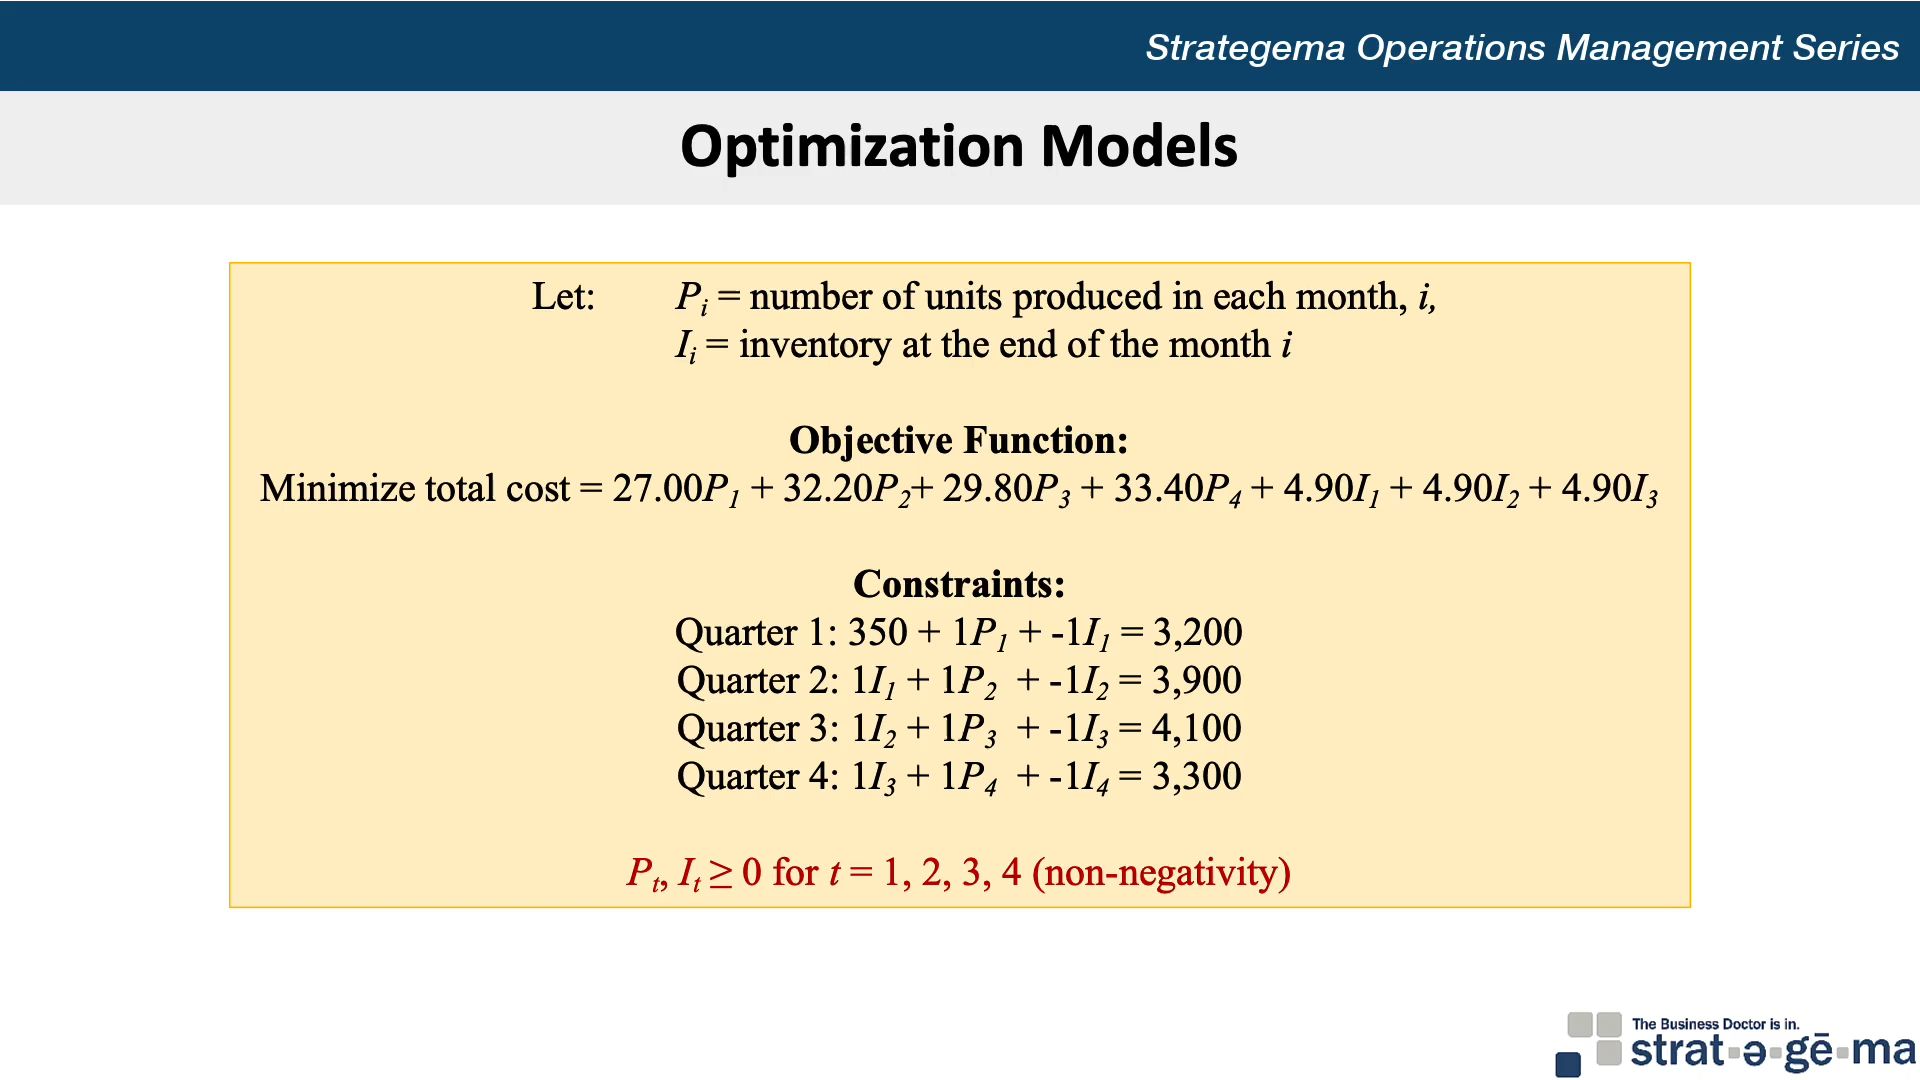 Strategema Operations Management Series
Optimization Models
Let: Pᵢ = number of units produced in each month, i,
Iᵢ = inventory at the end of the month i
Objective Function:
Minimize total cost = 27.00P₁ + 32.20P₂+ 29.80P₃ + 33.40P₄ + 4.90I₁ + 4.90I₂ + 4.90I₃
Constraints:
Quarter 1: 350 + 1P₁ + -1I₁ = 3,200
Quarter 2: 1I₁ + 1P₂ + -1I₂ = 3,900
Quarter 3: 1I₂ + 1P₃ + -1I₃ = 4,100
Quarter 4: 1I₃ + 1P₄ + -1I₄ = 3,300
Pₜ, Iₜ ≥ 0 for t = 1, 2, 3, 4 (non-negativity)
The Business Doctor is in.
strat▪ə▪gē▪ma